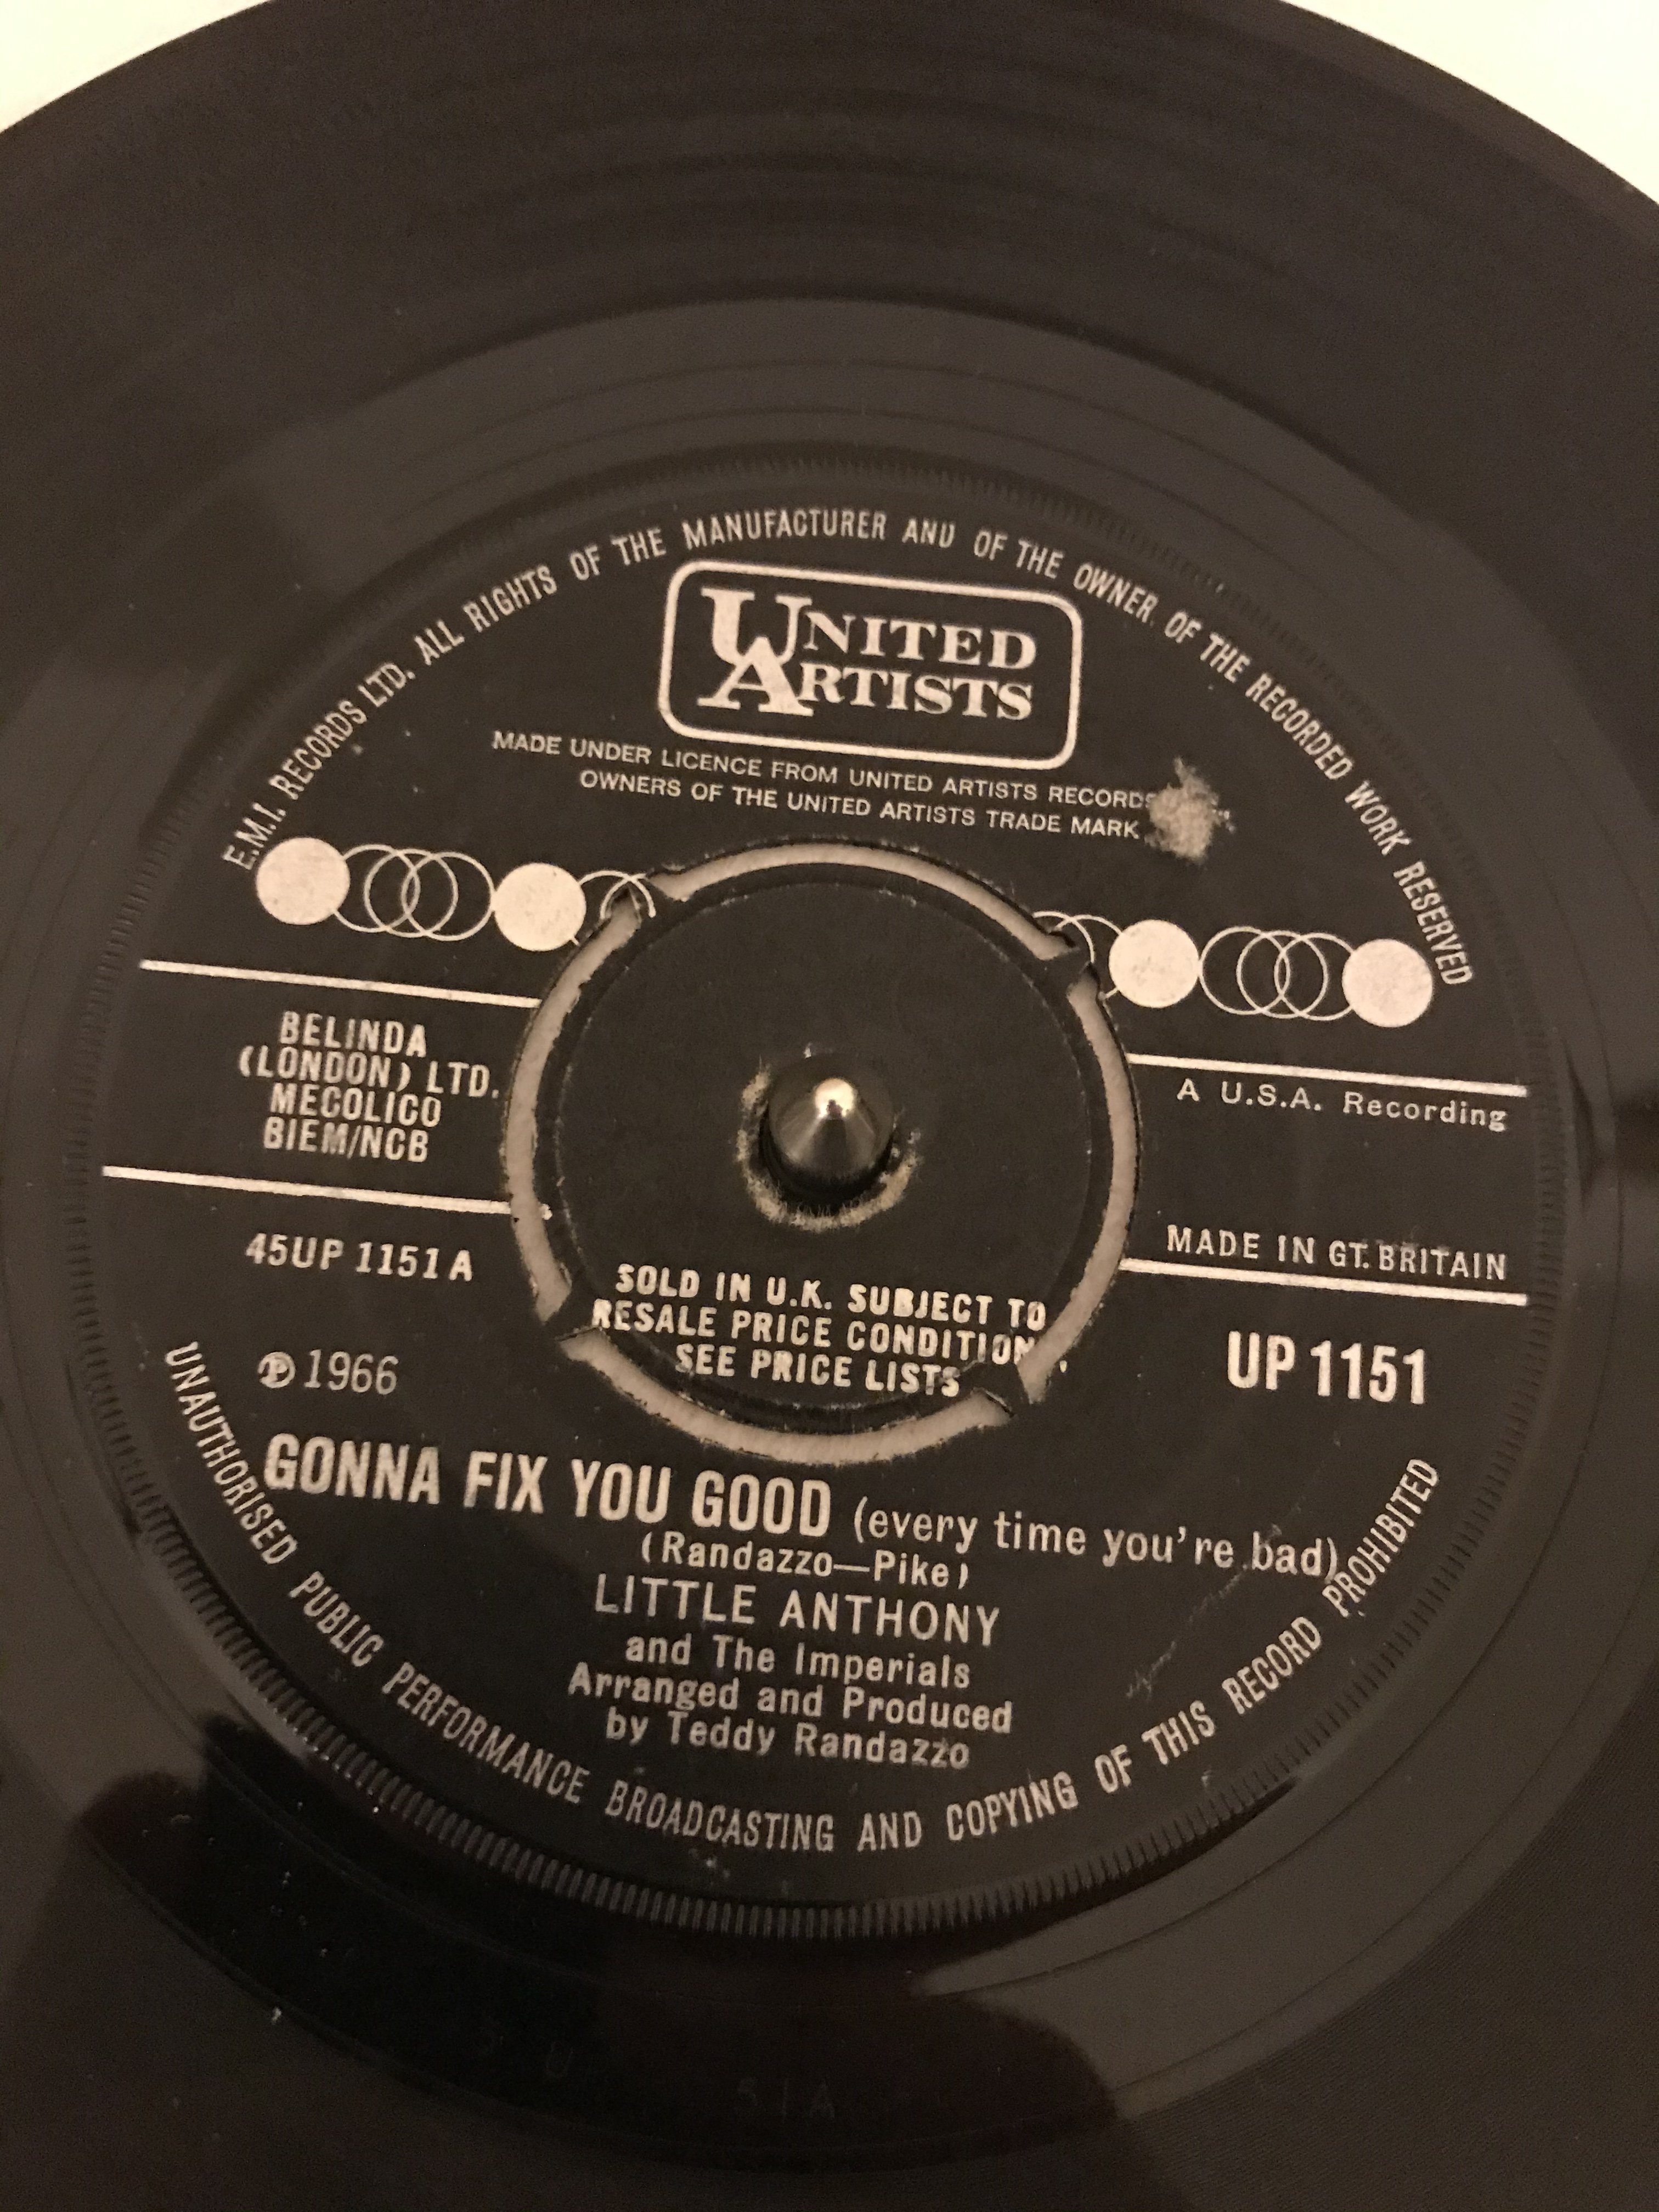 E.M.I. RECORDS LTD. ALL RIGHTS OF THE MANUFACTURER AND OF THE OWNER OF THE RECORDED WORK RESERVED
UNITED
ARTISTS
MADE UNDER LICENCE FROM UNITED ARTISTS RECORDS
OWNERS OF THE UNITED ARTISTS TRADE MARK
BELINDA
(LONDON) LTD.
MECOLICO
BIEM/NCB
A U.S.A. Recording
MADE IN GT. BRITAIN
45UP 1151 A
SOLD IN U.K. SUBJECT TO
RESALE PRICE CONDITION
SEE PRICE LISTS
℗ 1966
UP 1151
GONNA FIX YOU GOOD (every time you're bad)
(Randazzo—Pike)
LITTLE ANTHONY
and The Imperials
Arranged and Produced
by Teddy Randazzo
UNAUTHORISED PUBLIC PERFORMANCE BROADCASTING AND COPYING OF THIS RECORD PROHIBITED